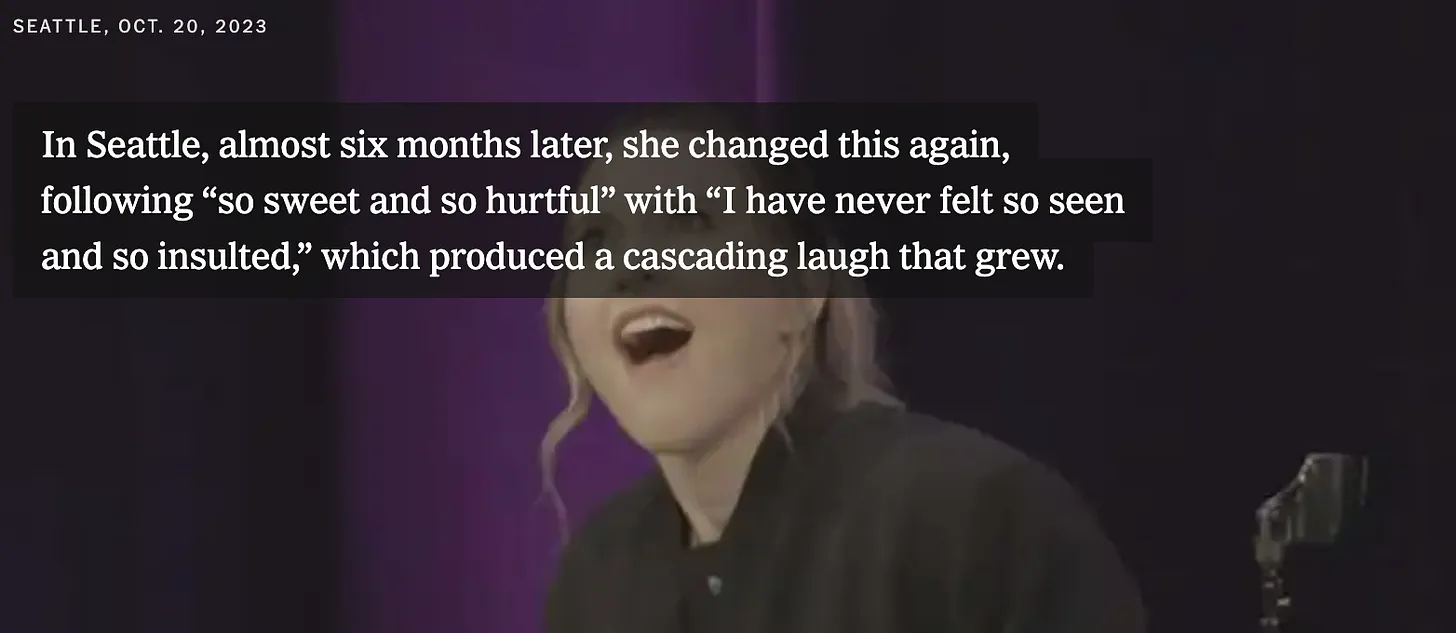 SEATTLE, OCT. 20, 2023
In Seattle, almost six months later, she changed this again,
following “so sweet and so hurtful” with “I have never felt so seen
and so insulted,” which produced a cascading laugh that grew.